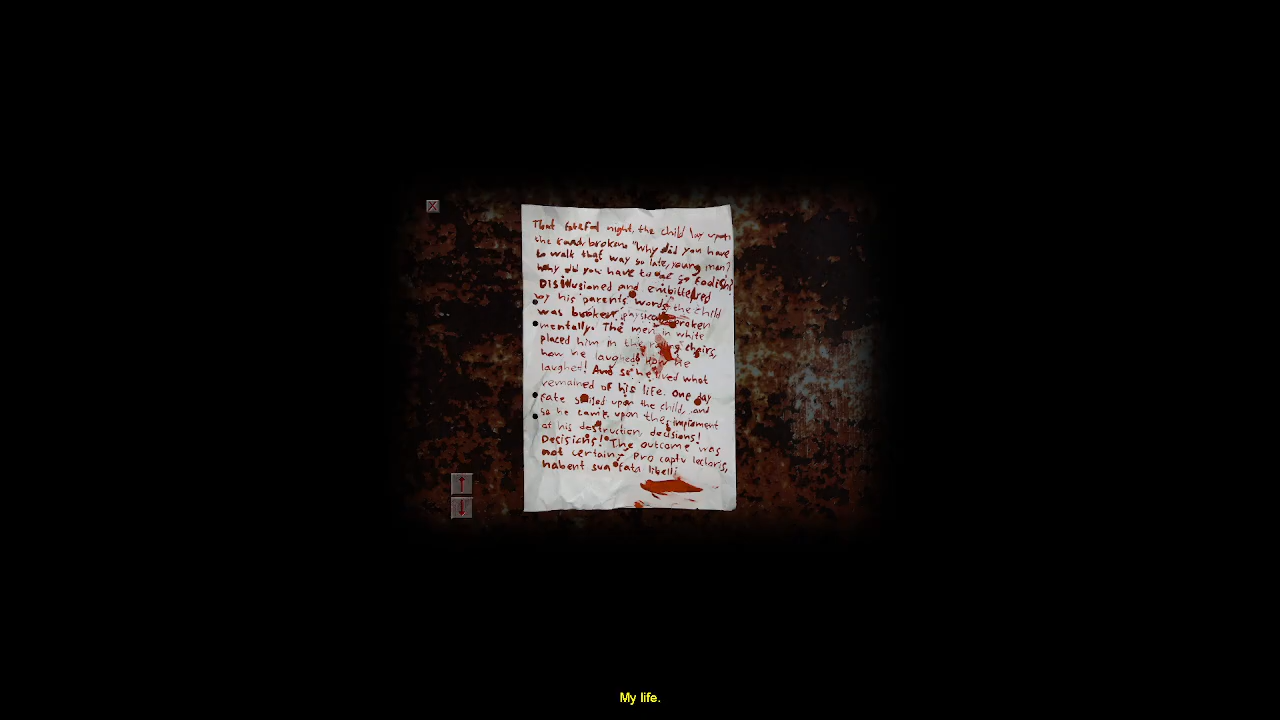 That fateful night, the child lay upon
the road, broken. "Why did you have
to walk that way so late, young man?
Why did you have to be so foolish?"
Disillusioned and embittered
by his parents words, the child
was broken, physically broken
mentally. The men in white
placed him in the chairs,
how he laughed! How he
laughed! And so he lived what
remained of his life. One day
fate smiled upon the child, and
so he came upon the implement
of his destruction, decisions!
Decisions! The outcome was
not certain. Pro captu lectoris,
habent sua fata libelli
X
↑
↓
My life.